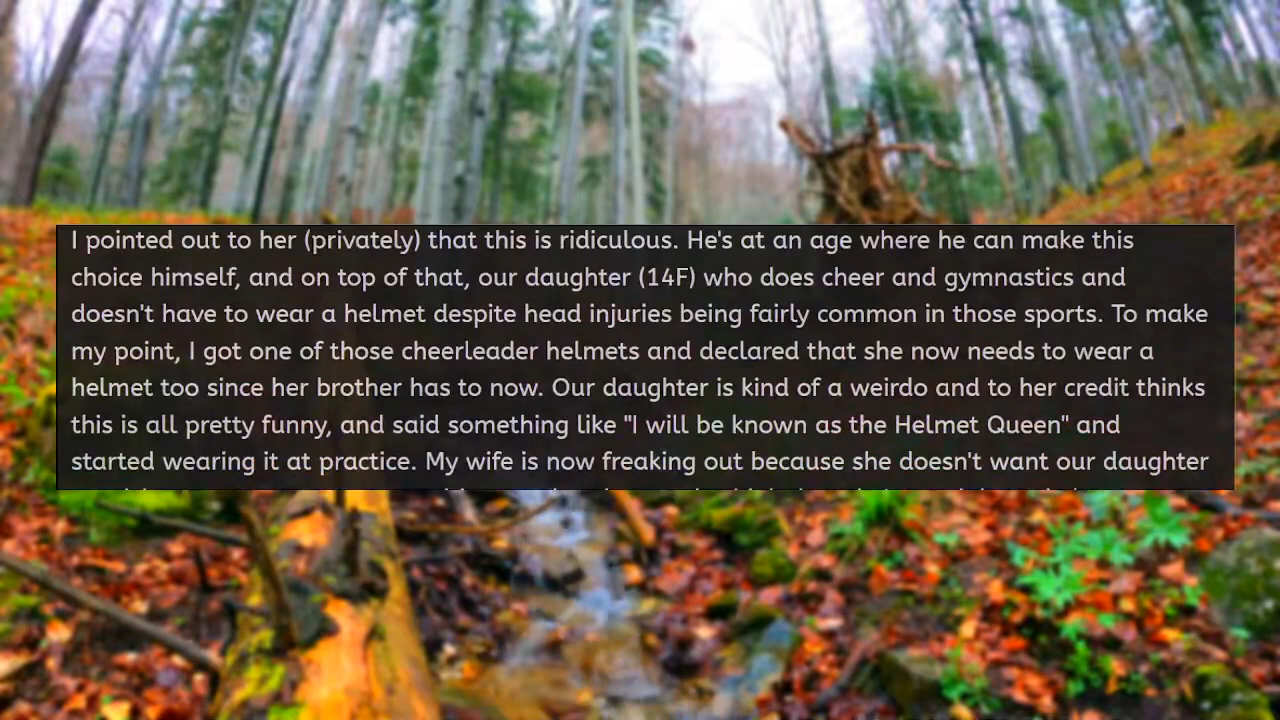 I pointed out to her (privately) that this is ridiculous. He's at an age where he can make this
choice himself, and on top of that, our daughter (14F) who does cheer and gymnastics and
doesn't have to wear a helmet despite head injuries being fairly common in those sports. To make
my point, I got one of those cheerleader helmets and declared that she now needs to wear a
helmet too since her brother has to now. Our daughter is kind of a weirdo and to her credit thinks
this is all pretty funny, and said something like "I will be known as the Helmet Queen" and
started wearing it at practice. My wife is now freaking out because she doesn't want our daughter